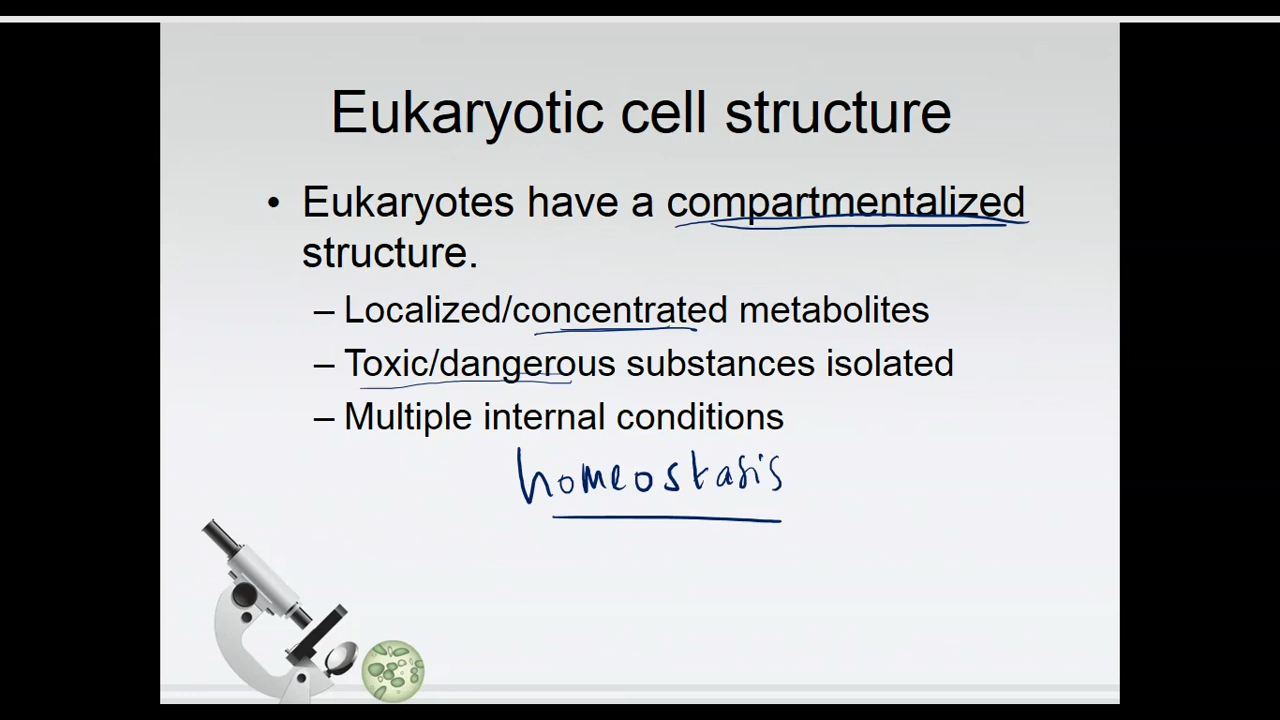 Eukaryotic cell structure
• Eukaryotes have a compartmentalized
structure.
– Localized/concentrated metabolites
– Toxic/dangerous substances isolated
– Multiple internal conditions
homeostasis